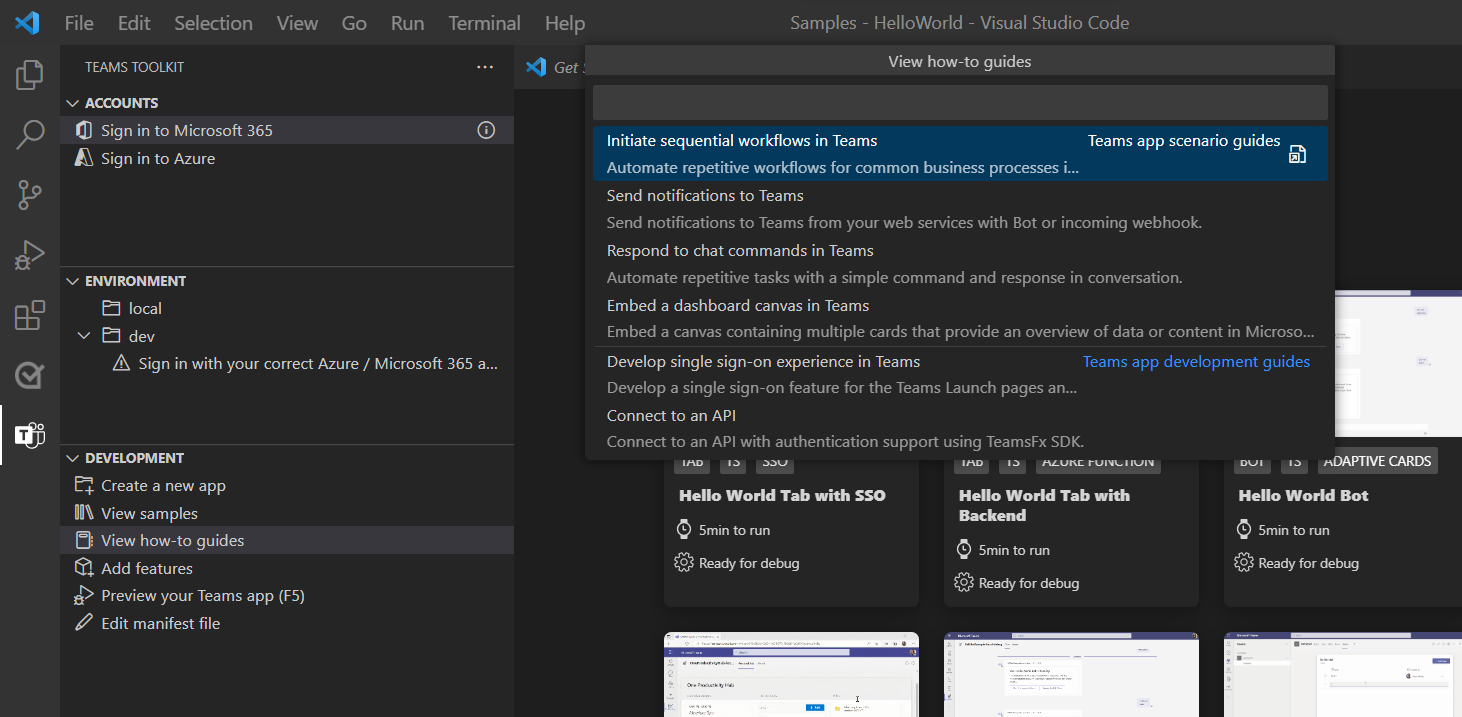 File Edit Selection View Go Run Terminal Help
Samples - HelloWorld - Visual Studio Code
TEAMS TOOLKIT
ACCOUNTS
Sign in to Microsoft 365
Sign in to Azure
ENVIRONMENT
local
dev
Sign in with your correct Azure / Microsoft 365 a...
DEVELOPMENT
Create a new app
View samples
View how-to guides
Add features
Preview your Teams app (F5)
Edit manifest file
Get
View how-to guides
Initiate sequential workflows in Teams Teams app scenario guides
Automate repetitive workflows for common business processes i...
Send notifications to Teams
Send notifications to Teams from your web services with Bot or incoming webhook.
Respond to chat commands in Teams
Automate repetitive tasks with a simple command and response in conversation.
Embed a dashboard canvas in Teams
Embed a canvas containing multiple cards that provide an overview of data or content in Microso...
Develop single sign-on experience in Teams Teams app development guides
Develop a single sign-on feature for the Teams Launch pages an...
Connect to an API
Connect to an API with authentication support using TeamsFx SDK.
TAB TS SSO
Hello World Tab with SSO
5min to run
Ready for debug
TAB TS AZURE FUNCTION
Hello World Tab with
Backend
5min to run
Ready for debug
BOT TS ADAPTIVE CARDS
Hello World Bot
5min to run
Ready for debug
One Productivity Hub